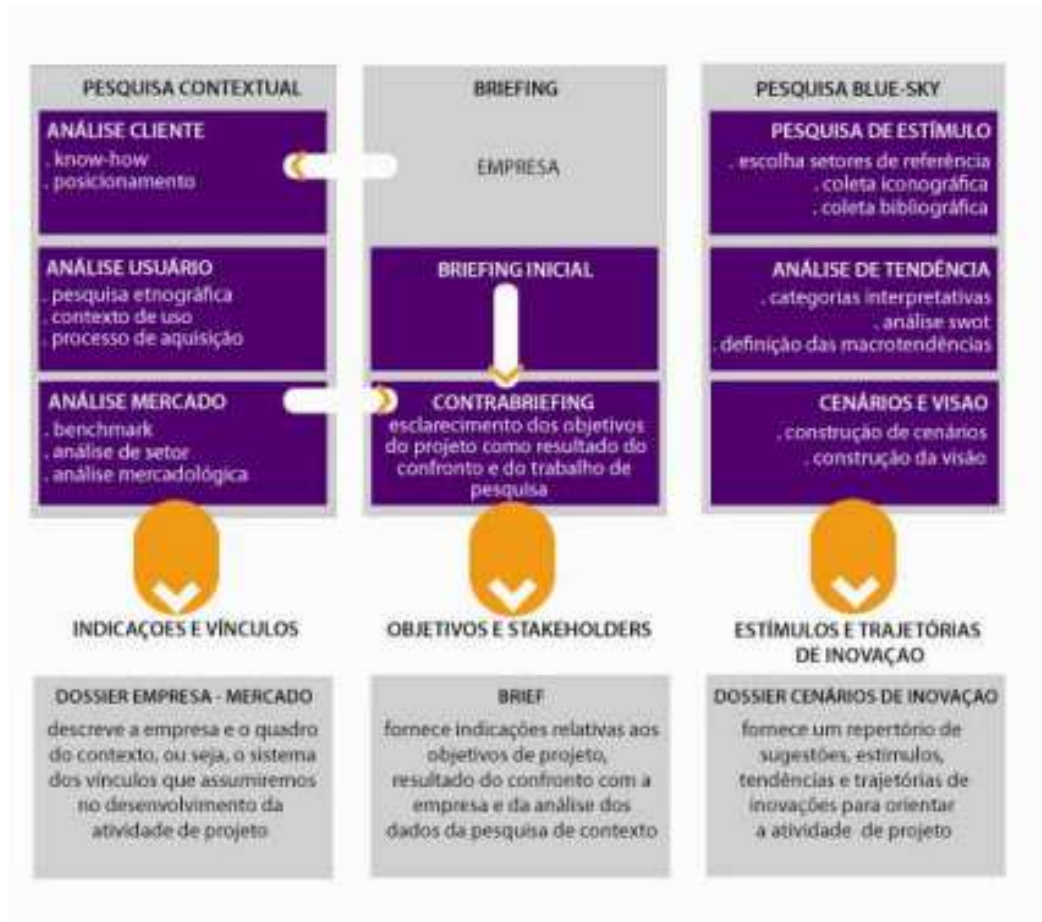 PESQUISA CONTEXTUAL
ANÁLISE CLIENTE
. know-how
. posicionamento
ANÁLISE USUÁRIO
. pesquisa etnográfica
. contexto de uso
. processo de aquisição
ANÁLISE MERCADO
. benchmark
. análise de setor
. análise mercadológica
INDICAÇOES E VÍNCULOS
DOSSIER EMPRESA - MERCADO
descreve a empresa e o quadro
do contexto, ou seja, o sistema
dos vínculos que assumiremos
no desenvolvimento da
atividade de projeto
BRIEFING
EMPRESA
BRIEFING INICIAL
CONTRABRIEFING
esclarecimento dos objetivos
do projeto como resultado do
confronto e do trabalho de
pesquisa
OBJETIVOS E STAKEHOLDERS
BRIEF
fornece indicações relativas aos
objetivos de projeto,
resultado do confronto com a
empresa e da análise dos
dados da pesquisa de contexto
PESQUISA BLUE-SKY
PESQUISA DE ESTÍMULO
. escolha setores de referência
. coleta iconográfica
. coleta bibliográfica
ANÁLISE DE TENDÊNCIA
. categorias interpretativas
. análise swot
. definição das macrotendências
CENÁRIOS E VISAO
. construção de cenários
. construção da visão
ESTÍMULOS E TRAJETÓRIAS
DE INOVAÇAO
DOSSIER CENÁRIOS DE INOVAÇAO
fornece um repertório de
sugestões, estímulos,
tendências e trajetórias de
inovações para orientar
a atividade de projeto